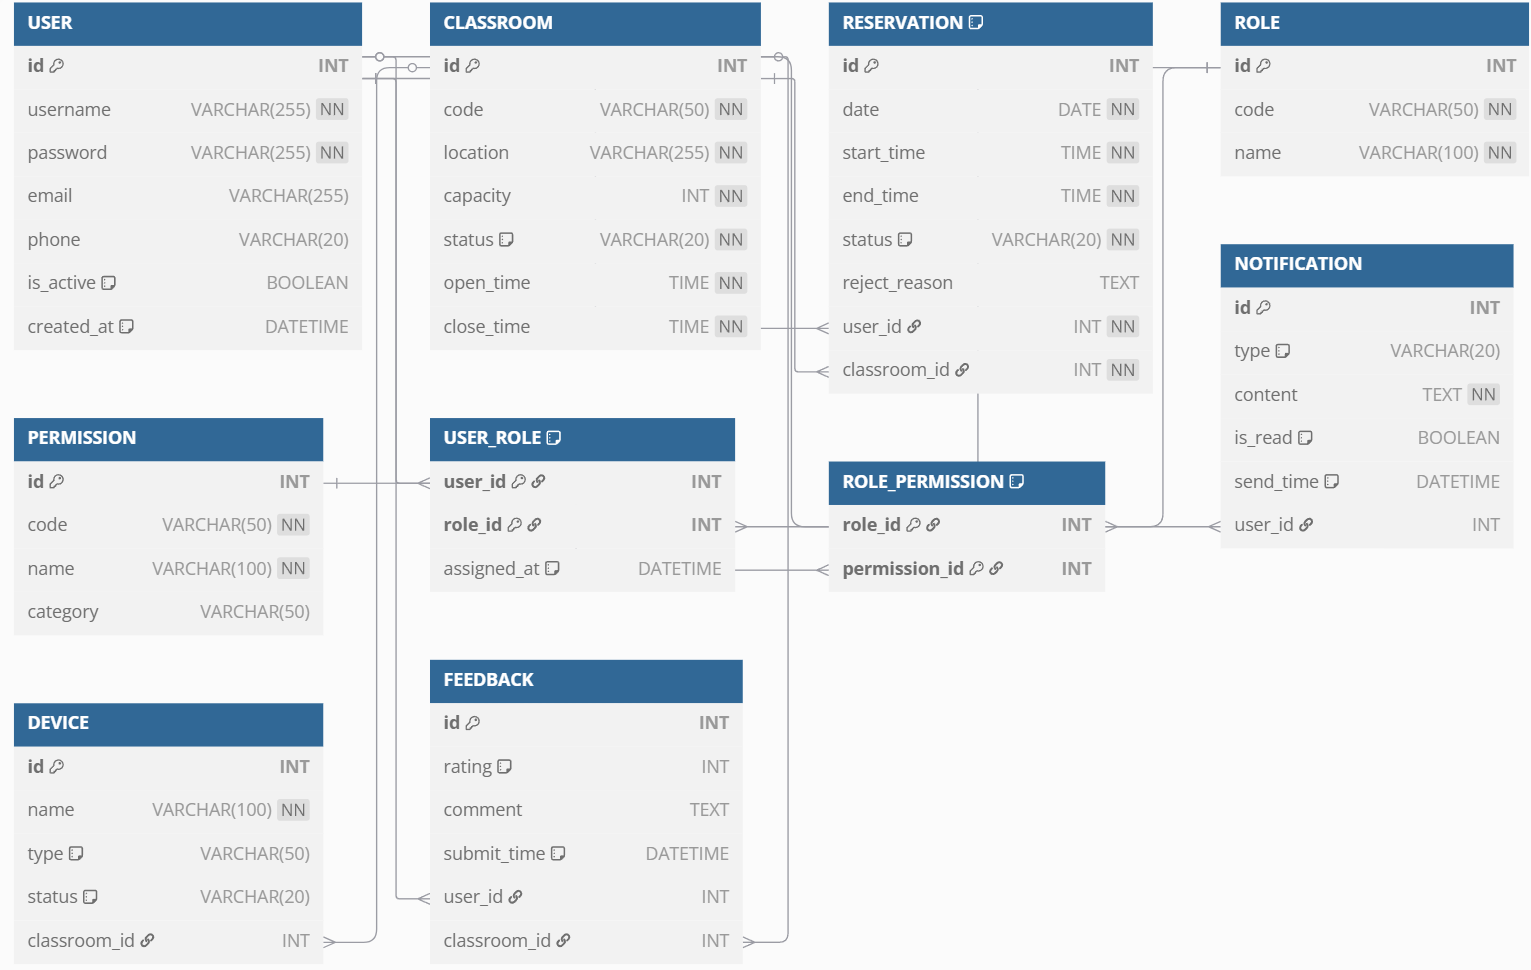 USER
id INT
username VARCHAR(255) NN
password VARCHAR(255) NN
email VARCHAR(255)
phone VARCHAR(20)
is_active BOOLEAN
created_at DATETIME
CLASSROOM
id INT
code VARCHAR(50) NN
location VARCHAR(255) NN
capacity INT NN
status VARCHAR(20) NN
open_time TIME NN
close_time TIME NN
RESERVATION
id INT
date DATE NN
start_time TIME NN
end_time TIME NN
status VARCHAR(20) NN
reject_reason TEXT
user_id INT NN
classroom_id INT NN
ROLE
id INT
code VARCHAR(50) NN
name VARCHAR(100) NN
NOTIFICATION
id INT
type VARCHAR(20)
content TEXT NN
is_read BOOLEAN
send_time DATETIME
user_id INT
PERMISSION
id INT
code VARCHAR(50) NN
name VARCHAR(100) NN
category VARCHAR(50)
USER_ROLE
user_id INT
role_id INT
assigned_at DATETIME
ROLE_PERMISSION
role_id INT
permission_id INT
DEVICE
id INT
name VARCHAR(100) NN
type VARCHAR(50)
status VARCHAR(20)
classroom_id INT
FEEDBACK
id INT
rating INT
comment TEXT
submit_time DATETIME
user_id INT
classroom_id INT